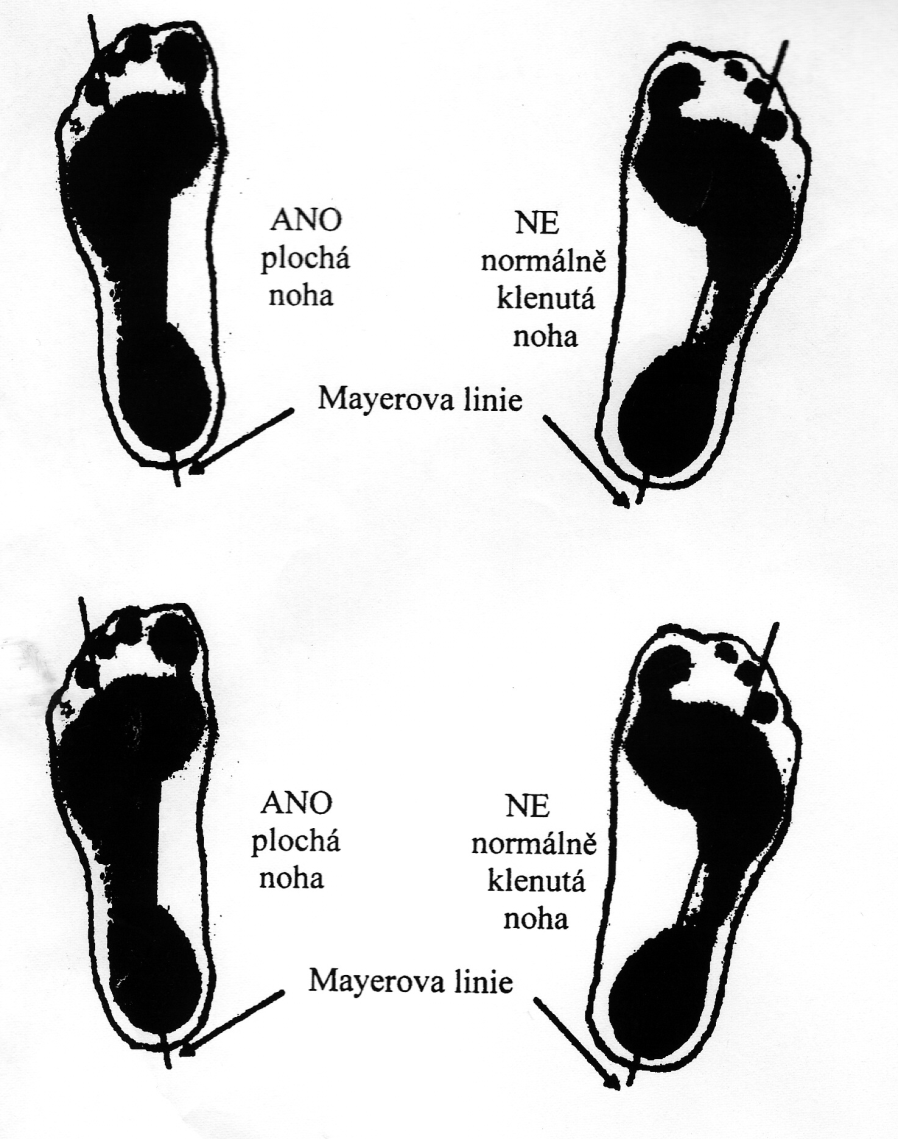 ANO
plochá
noha
NE
normálně
klenutá
noha
Mayerova linie
ANO
plochá
noha
NE
normálně
klenutá
noha
Mayerova linie